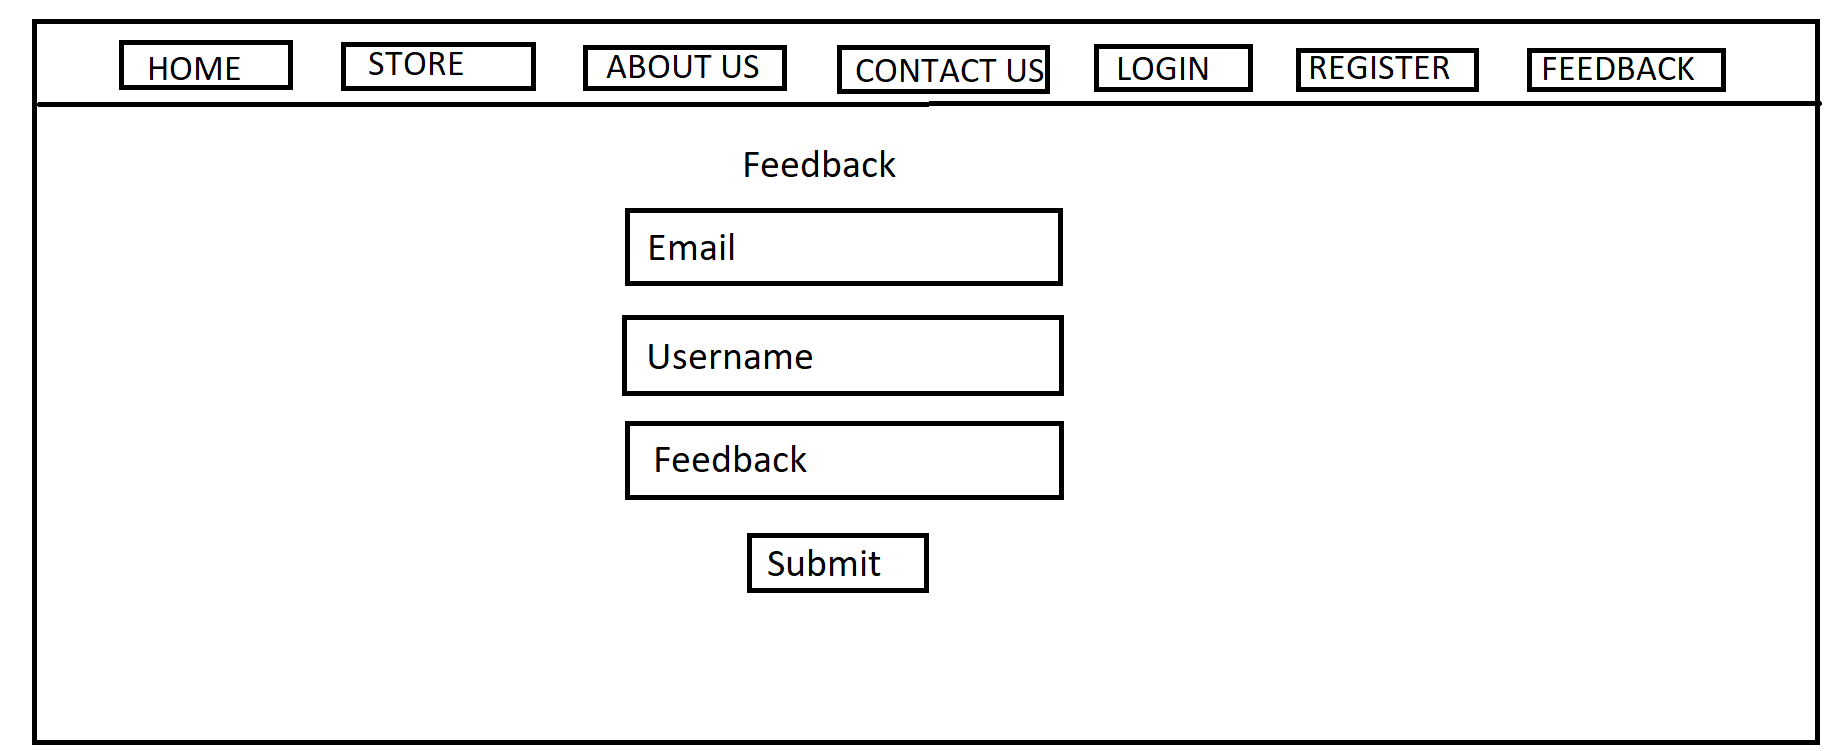 HOME STORE ABOUT US CONTACT US LOGIN REGISTER FEEDBACK
Feedback
Email
Username
Feedback
Submit